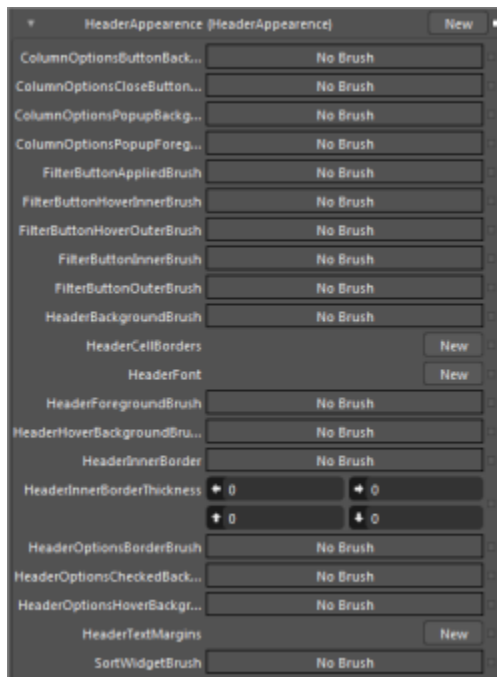 HeaderAppearence (HeaderAppearence) New
ColumnOptionsButtonBack... No Brush
ColumnOptionsCloseButton... No Brush
ColumnOptionsPopupBackg... No Brush
ColumnOptionsPopupForeg... No Brush
FilterButtonAppliedBrush No Brush
FilterButtonHoverInnerBrush No Brush
FilterButtonHoverOuterBrush No Brush
FilterButtonInnerBrush No Brush
FilterButtonOuterBrush No Brush
HeaderBackgroundBrush No Brush
HeaderCellBorders New
HeaderFont New
HeaderForegroundBrush No Brush
HeaderHoverBackgroundBru... No Brush
HeaderInnerBorder No Brush
HeaderInnerBorderThickness 0 0
0 0
HeaderOptionsBorderBrush No Brush
HeaderOptionsCheckedBack... No Brush
HeaderOptionsHoverBackgr... No Brush
HeaderTextMargins New
SortWidgetBrush No Brush